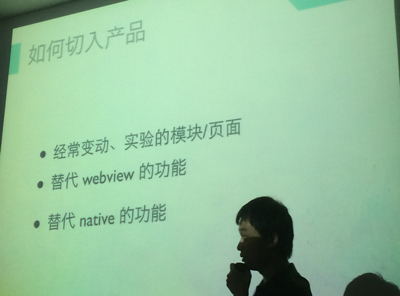 如何切入产品
• 经常变动、实验的模块/页面
• 替代 webview 的功能
• 替代 native 的功能